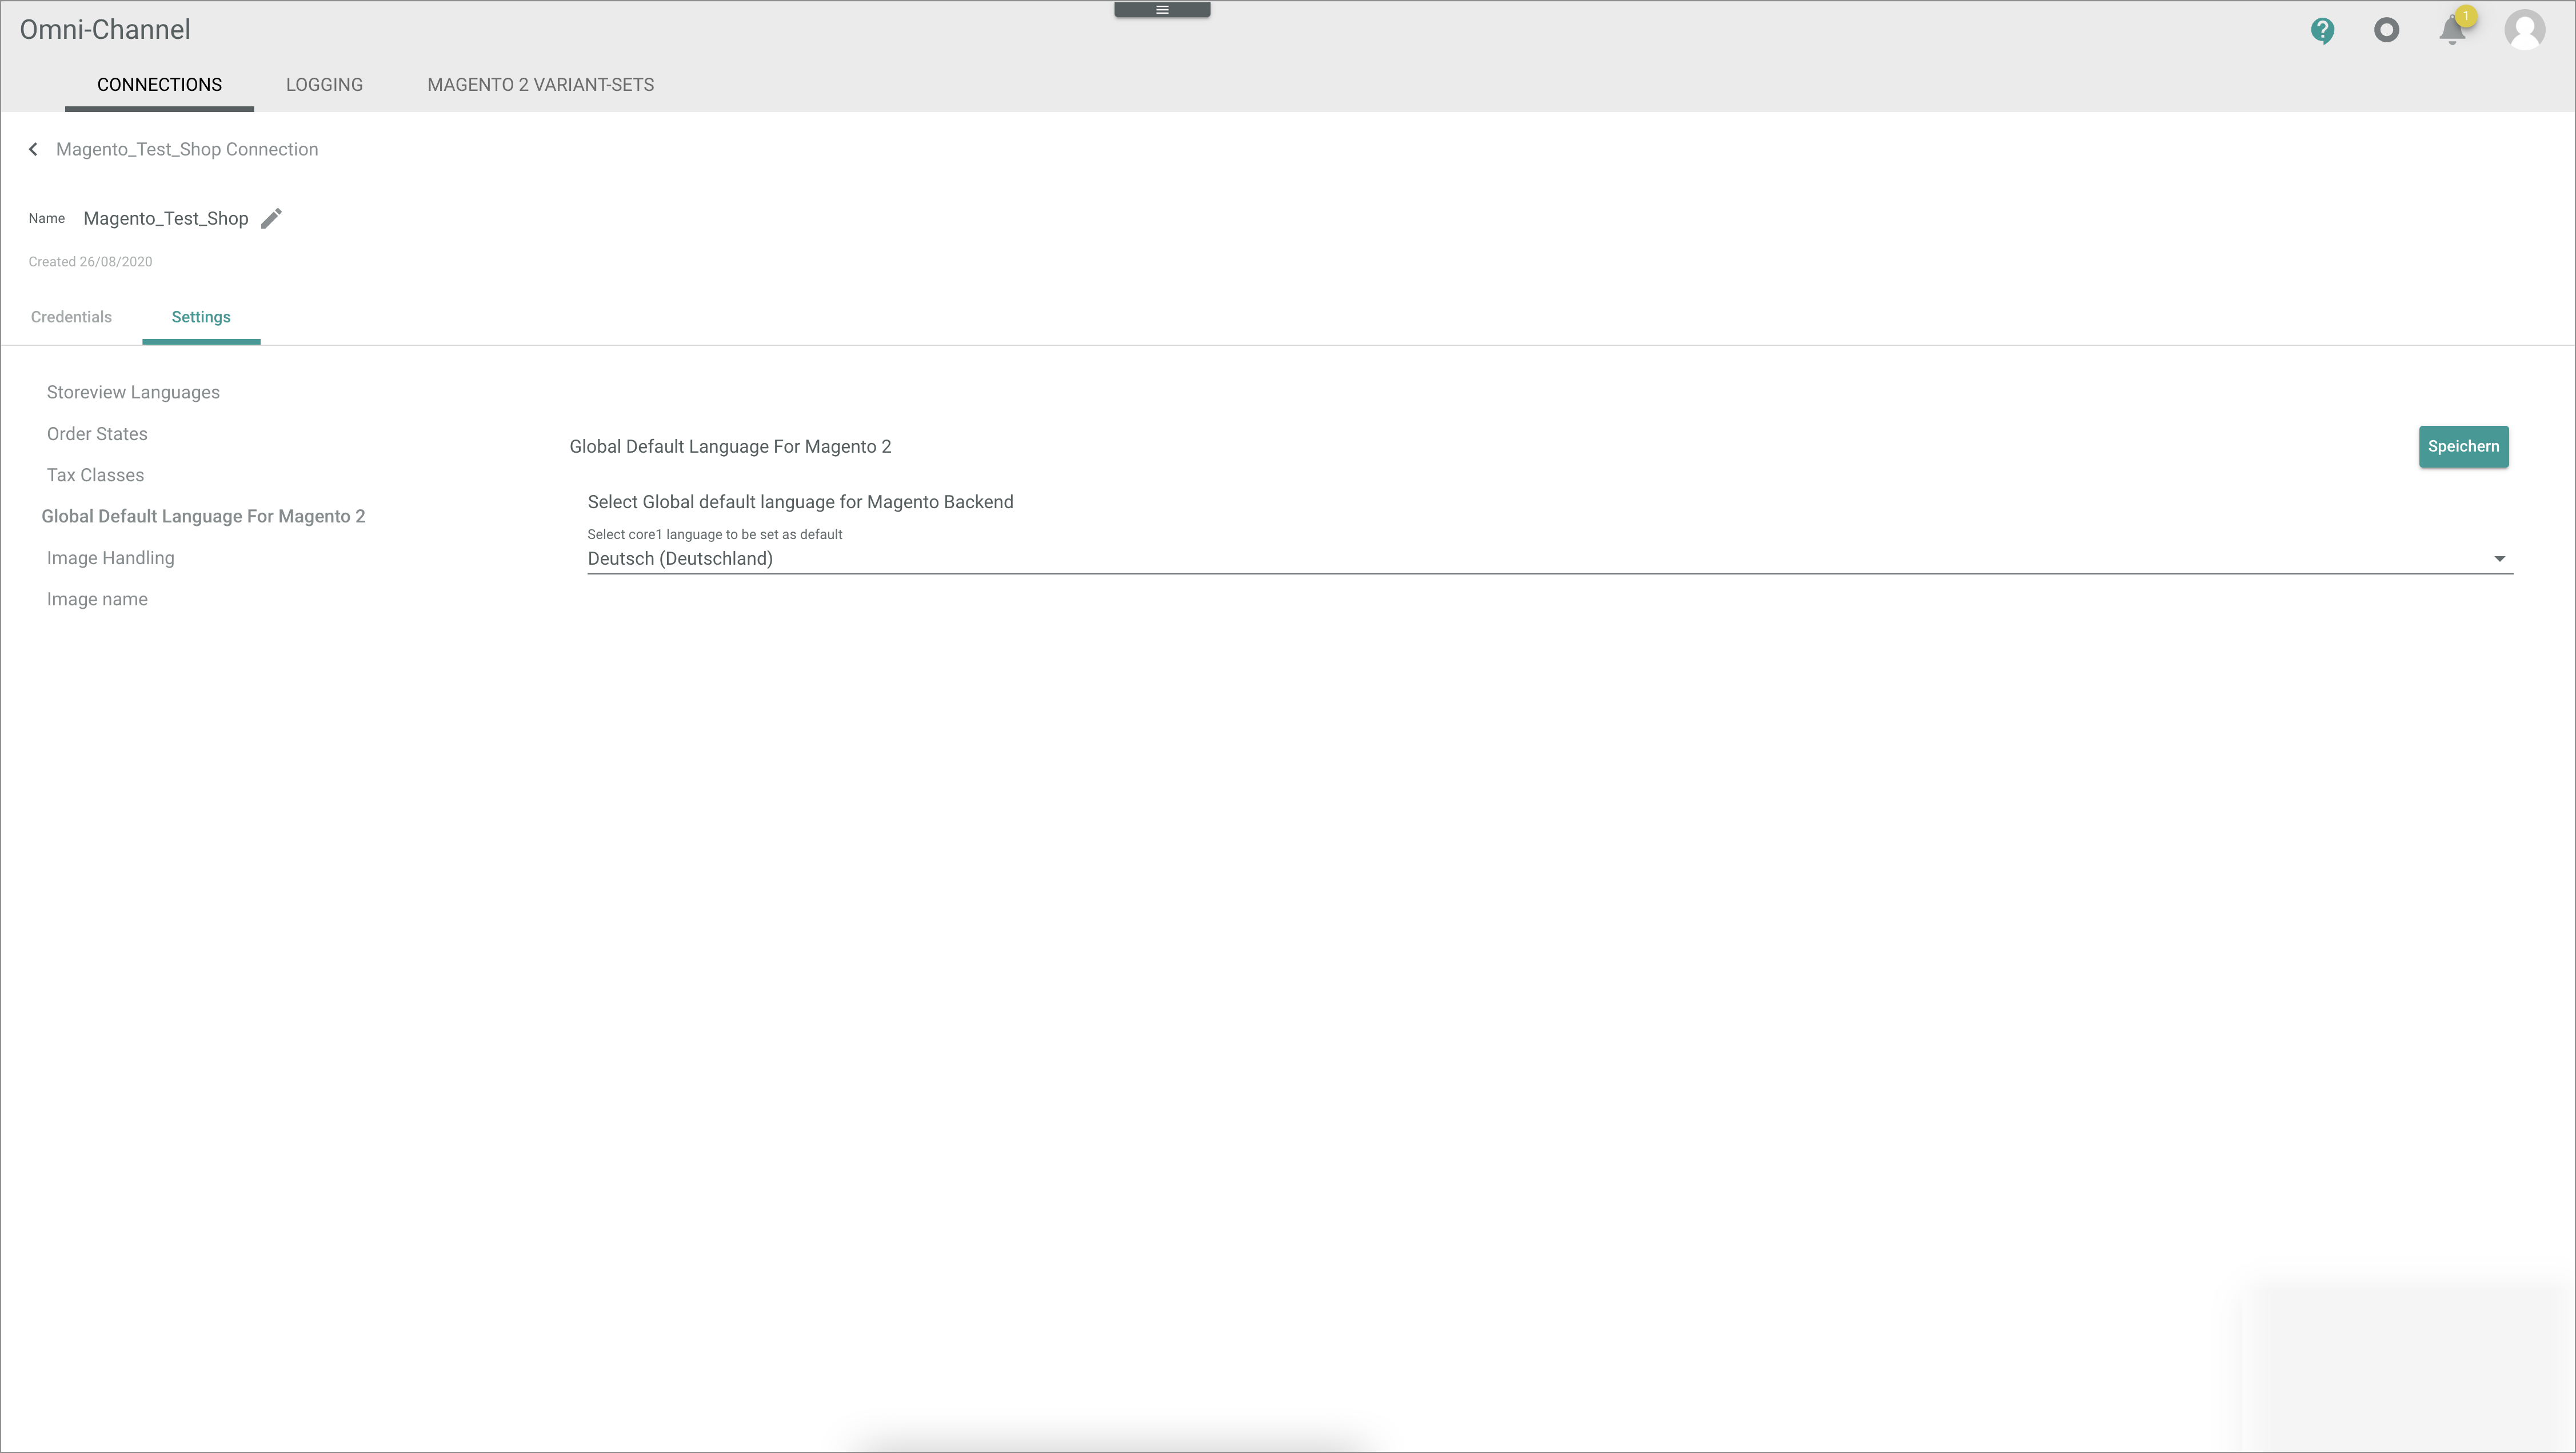 Omni-Channel
1
CONNECTIONS
LOGGING
MAGENTO 2 VARIANT-SETS
Magento_Test_Shop Connection
Name
Magento_Test_Shop
Created 26/08/2020
Credentials
Settings
Storeview Languages
Order States
Tax Classes
Global Default Language For Magento 2
Image Handling
Image name
Global Default Language For Magento 2
Speichern
Select Global default language for Magento Backend
Select core1 language to be set as default
Deutsch (Deutschland)